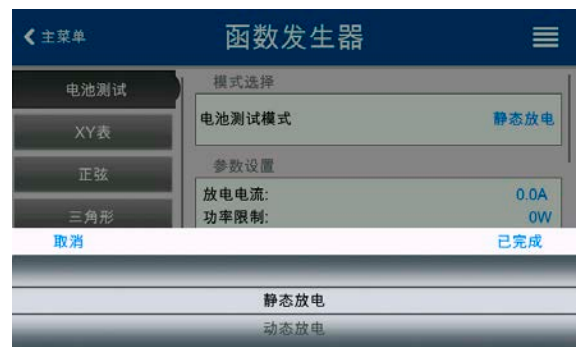 主菜单
函数发生器
电池测试
XY表
正弦
三角形
模式选择
电池测试模式 静态放电
参数设置
放电电流: 0.0A
功率限制: 0W
取消 已完成
静态放电
动态放电